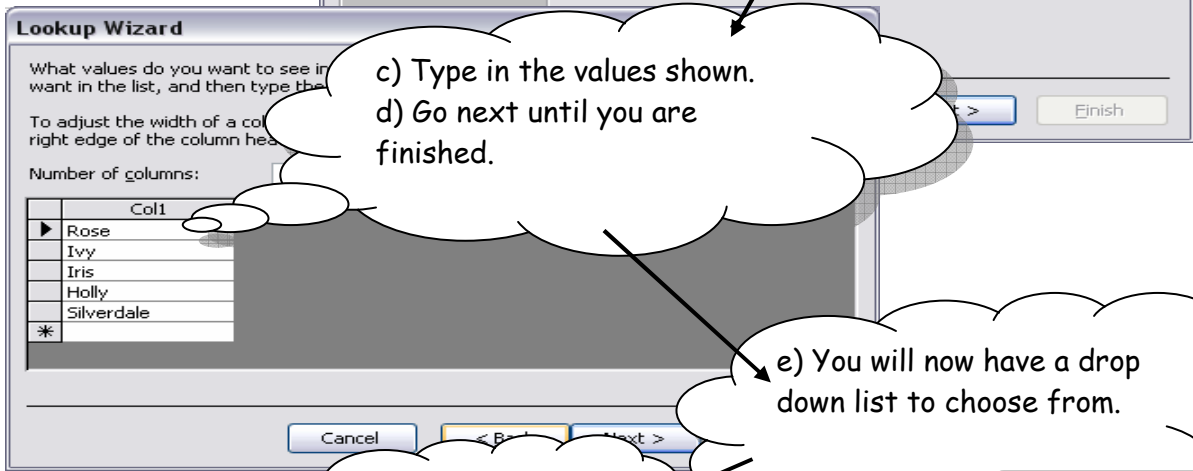 Lookup Wizard
What values do you want to see in
want in the list, and then type the
To adjust the width of a col
right edge of the column hea
Number of columns:
Col1
Rose
Ivy
Iris
Holly
Silverdale
*
Cancel
< Ba
Next >
c) Type in the values shown.
d) Go next until you are
finished.
>
Finish
e) You will now have a drop
down list to choose from.